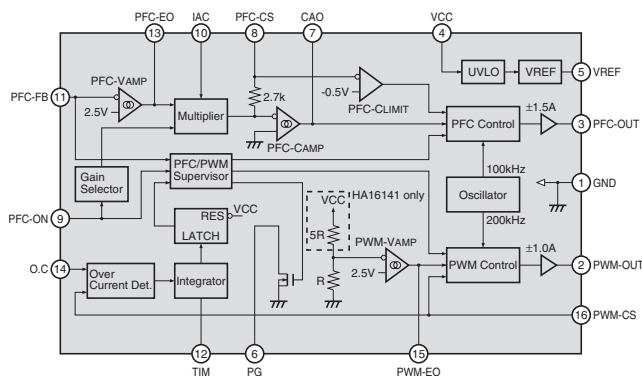 PFC-EO IAC PFC-CS CAO VCC
13 10 8 7 4
UVLO VREF 5 VREF
PFC-FB 11 PFC-VAMP 2.7k -0.5V
2.5V Multiplier PFC-CLIMIT
PFC-CAMP PFC Control ±1.5A 3 PFC-OUT
Gain Selector PFC/PWM Supervisor 100kHz
HA16141 only Oscillator 1 GND
PFC-ON 9 VCC VCC 200kHz
RES LATCH 5R PWM-VAMP
O.C 14 Over Current Det. Integrator R 2.5V PWM Control ±1.0A 2 PWM-OUT
16 PWM-CS
12 6 15
TIM PG PWM-EO